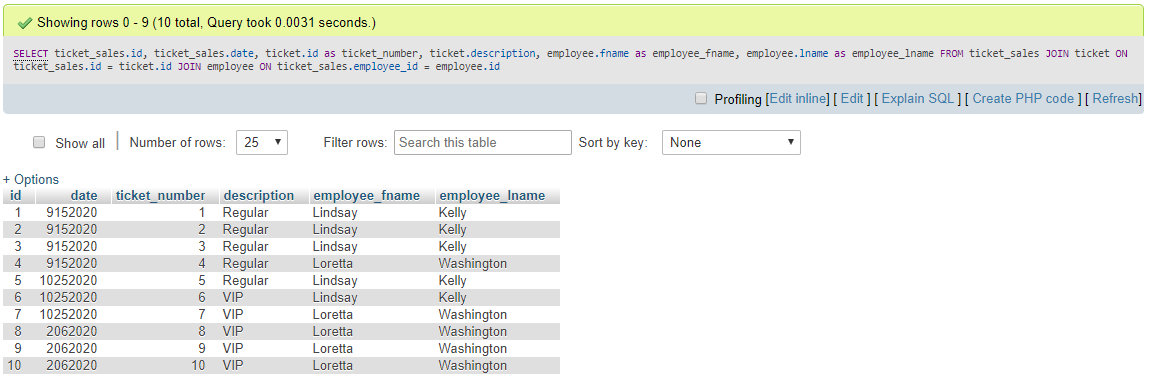 Showing rows 0 - 9 (10 total, Query took 0.0031 seconds.)
SELECT ticket_sales.id, ticket_sales.date, ticket.id as ticket_number, ticket.description, employee.fname as employee_fname, employee.lname as employee_lname FROM ticket_sales JOIN ticket ON
ticket_sales.id = ticket.id JOIN employee ON ticket_sales.employee_id = employee.id
Profiling [Edit inline] [ Edit ] [ Explain SQL ] [ Create PHP code ] [ Refresh]
Show all | Number of rows: 25 Filter rows: Search this table Sort by key: None
+ Options
id date ticket_number description employee_fname employee_lname
1 9152020 1 Regular Lindsay Kelly
2 9152020 2 Regular Lindsay Kelly
3 9152020 3 Regular Lindsay Kelly
4 9152020 4 Regular Loretta Washington
5 10252020 5 Regular Lindsay Kelly
6 10252020 6 VIP Lindsay Kelly
7 10252020 7 VIP Loretta Washington
8 2062020 8 VIP Loretta Washington
9 2062020 9 VIP Loretta Washington
10 2062020 10 VIP Loretta Washington